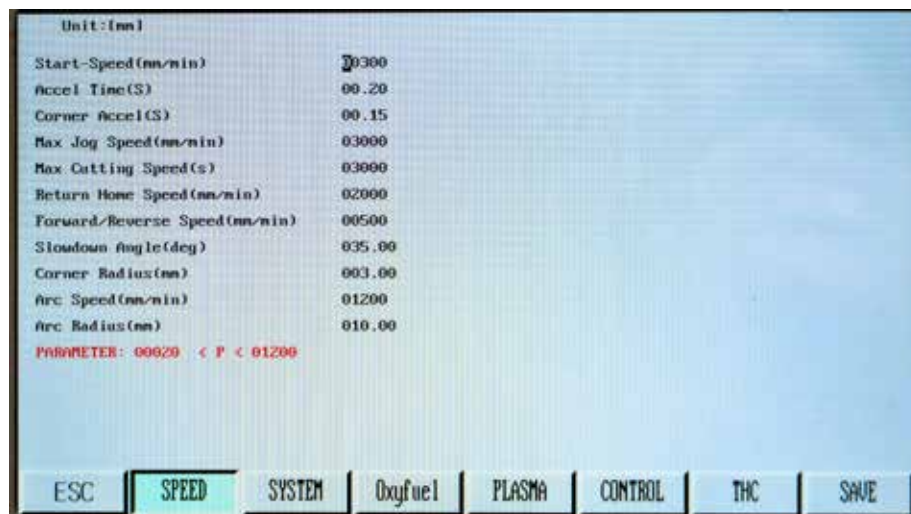 Unit:[mm]
Start-Speed(mm/min) 00300
Accel Time(S) 00.20
Corner Accel(S) 00.15
Max Jog Speed(mm/min) 03000
Max Cutting Speed(s) 03000
Return Home Speed(mm/min) 02000
Forward/Reverse Speed(mm/min) 00500
Slowdown Angle(deg) 035.00
Corner Radius(mm) 003.00
Arc Speed(mm/min) 01200
Arc Radius(mm) 010.00
PARAMETER: 00020 < P < 01200
ESC SPEED SYSTEM Oxyfuel PLASMA CONTROL THC SAVE